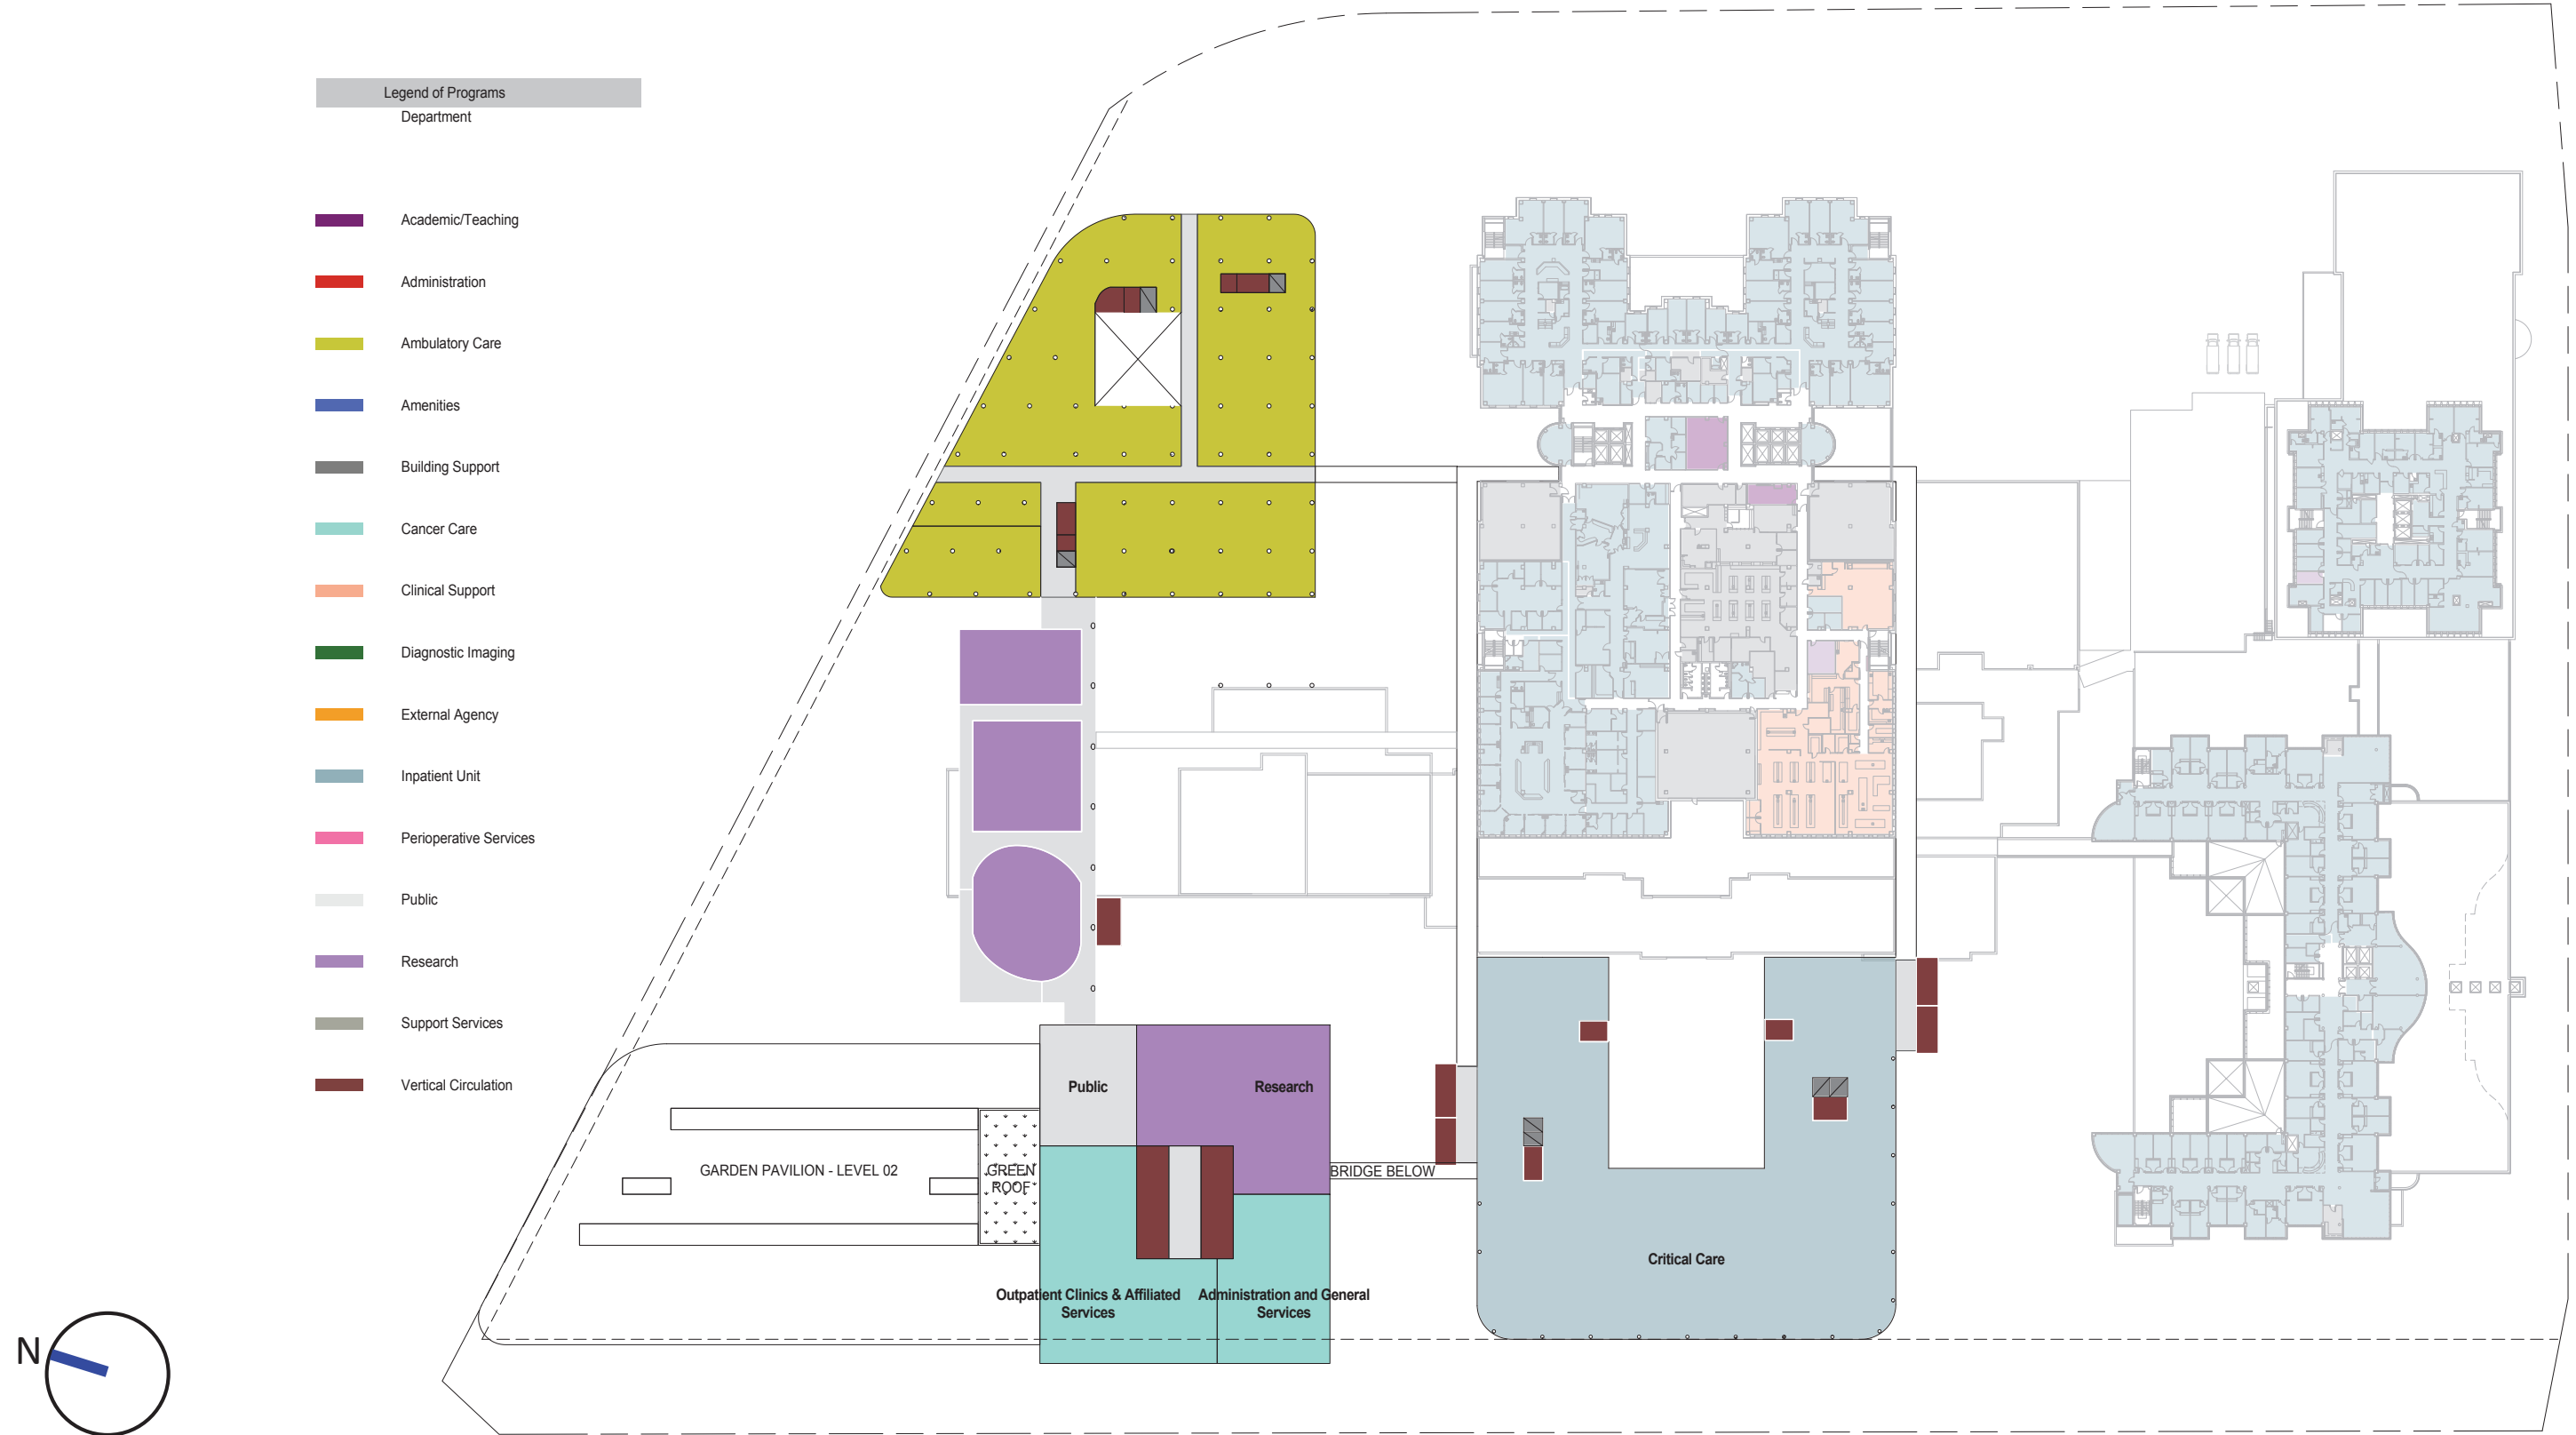 Legend of Programs
Department
Academic/Teaching
Administration
Ambulatory Care
Amenities
Building Support
Cancer Care
Clinical Support
Diagnostic Imaging
External Agency
Inpatient Unit
Perioperative Services
Public
Research
Support Services
Vertical Circulation
Public
Research
GARDEN PAVILION - LEVEL 02
GREEN
ROOF
BRIDGE BELOW
Critical Care
Outpatient Clinics & Affiliated
Services
Administration and General
Services
N